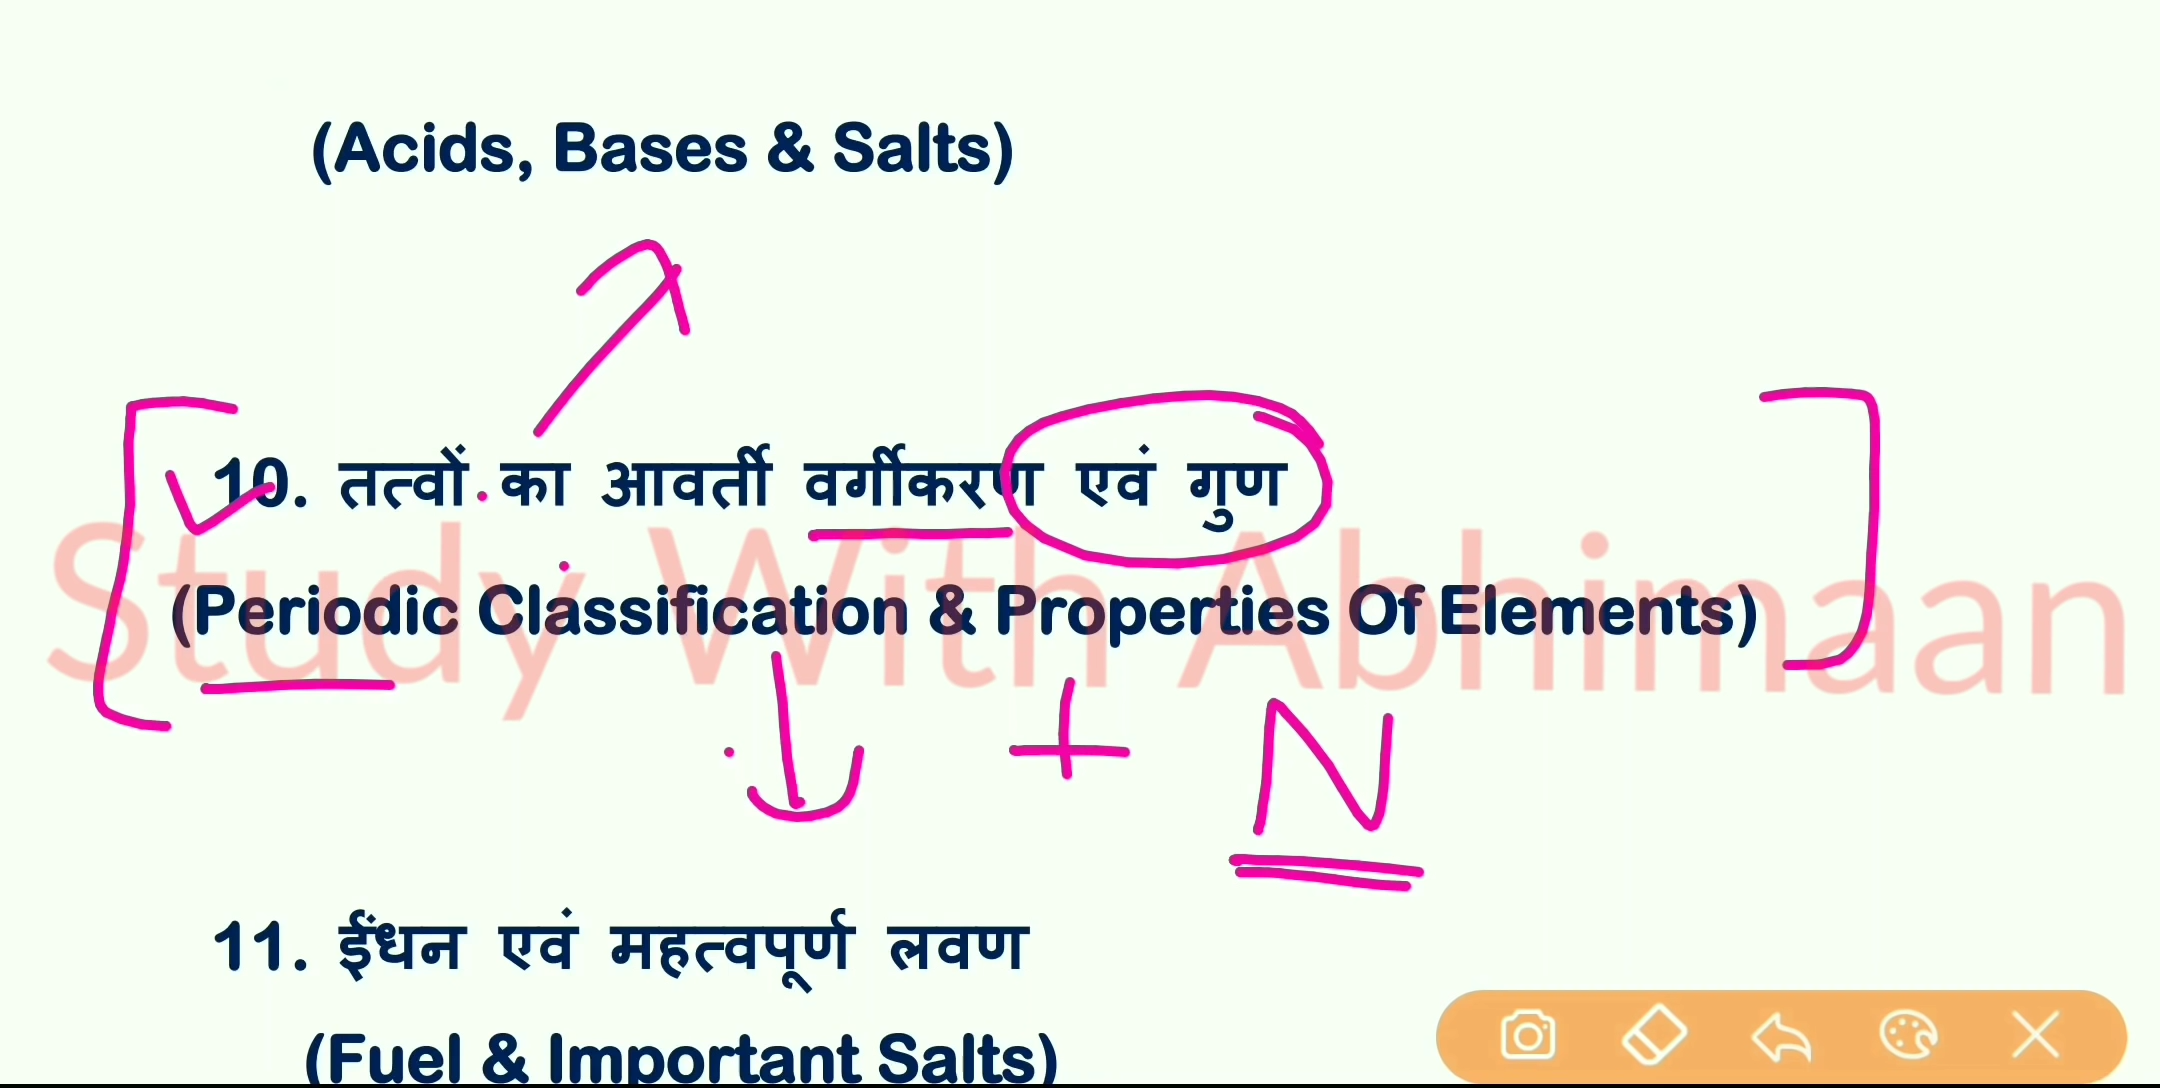 (Acids, Bases & Salts)
10. तत्वों का आवर्ती वर्गीकरण एवं गुण
(Periodic Classification & Properties Of Elements)
Study With Abhimaan
+ N
11. ईंधन एवं महत्वपूर्ण लवण
(Fuel & Important Salts)